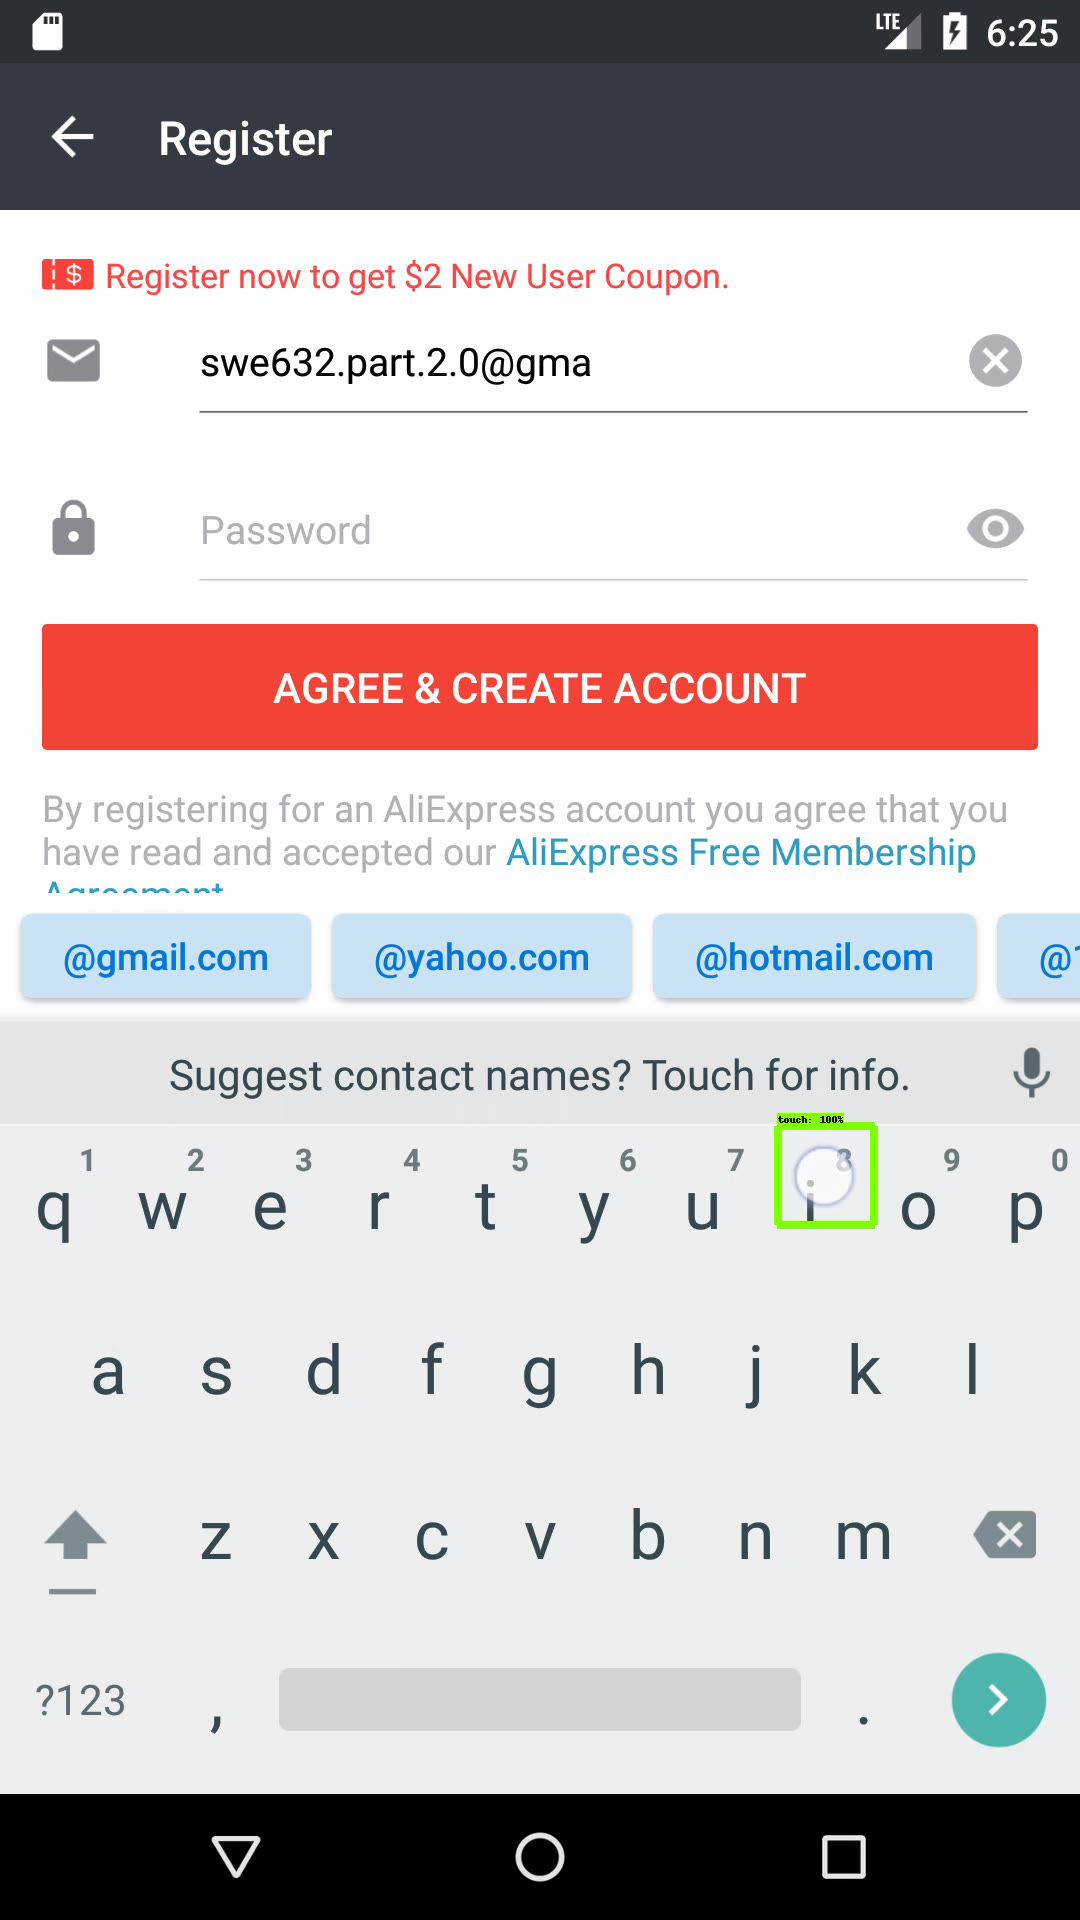 LTE 6:25
Register
$ Register now to get $2 New User Coupon.
swe632.part.2.0@gma
Password
AGREE & CREATE ACCOUNT
By registering for an AliExpress account you agree that you
have read and accepted our AliExpress Free Membership
Agreement
@gmail.com @yahoo.com @hotmail.com @1
Suggest contact names? Touch for info.
touch: 100%
1 2 3 4 5 6 7 8 9 0
q w e r t y u i o p
a s d f g h j k l
z x c v b n m
?123 , .